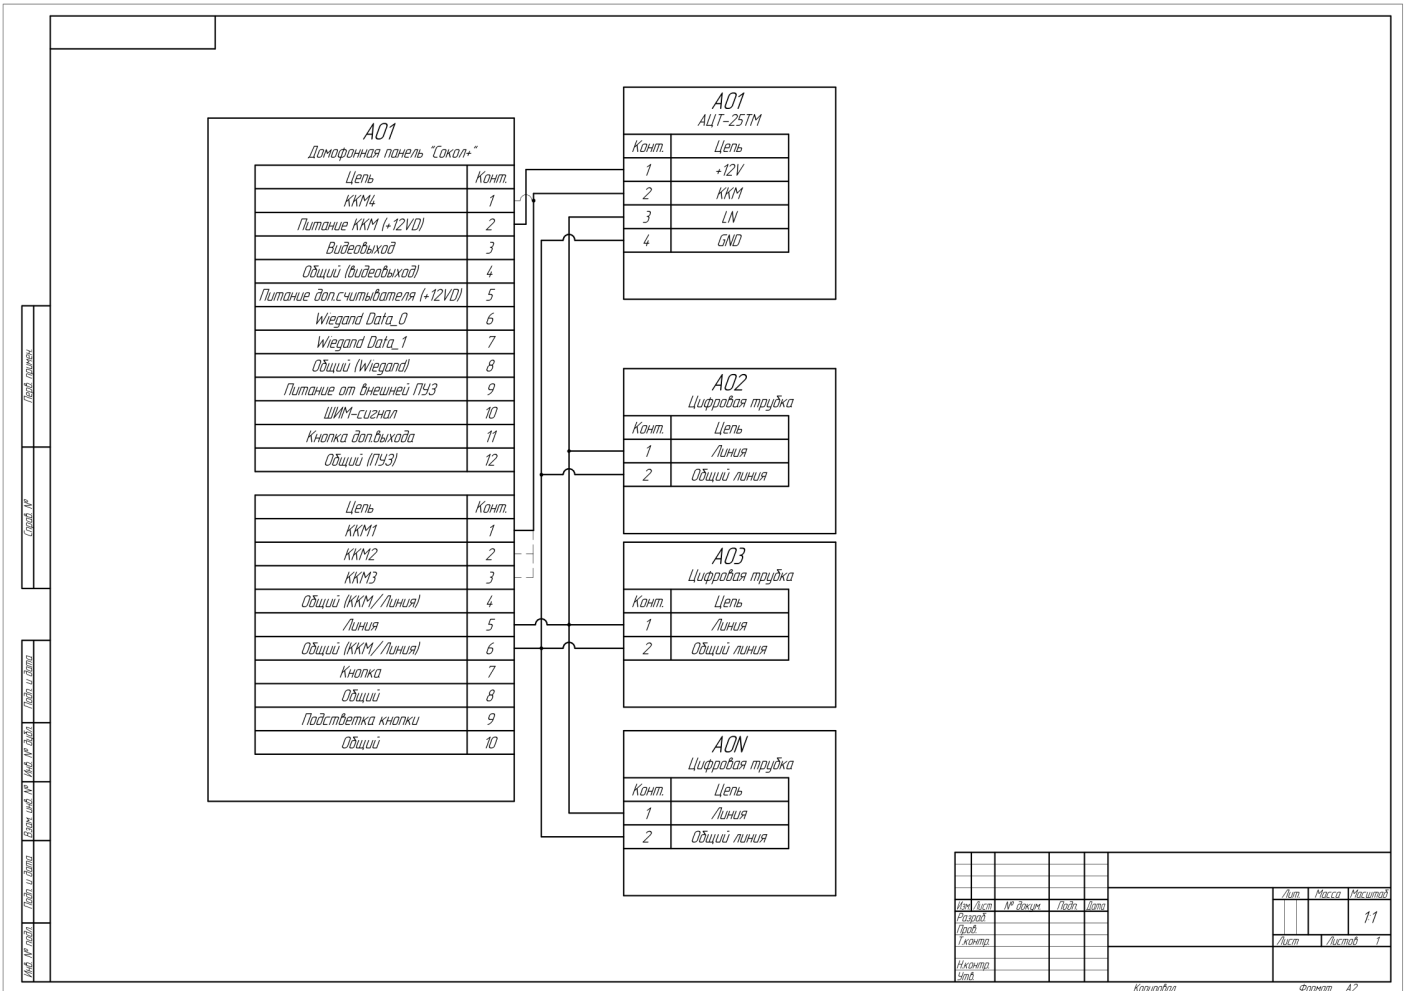 А01
Домофонная панель "Сокол+"
Цепь Конт.
ККМ4 1
Питание ККМ (+12VD) 2
Видеовыход 3
Общий (видеовыход) 4
Питание доп.считывателя (+12VD) 5
Wiegand Data_0 6
Wiegand Data_1 7
Общий (Wiegand) 8
Питание от внешней ПУЗ 9
ШИМ-сигнал 10
Кнопка доп.выхода 11
Общий (ПУЗ) 12
Цепь Конт.
ККМ1 1
ККМ2 2
ККМ3 3
Общий (ККМ/Линия) 4
Линия 5
Общий (ККМ/Линия) 6
Кнопка 7
Общий 8
Подстветка кнопки 9
Общий 10
А01
АЦТ-25ТМ
Конт. Цепь
1 +12V
2 ККМ
3 LN
4 GND
А02
Цифровая трубка
Конт. Цепь
1 Линия
2 Общий линия
А03
Цифровая трубка
Конт. Цепь
1 Линия
2 Общий линия
А0N
Цифровая трубка
Конт. Цепь
1 Линия
2 Общий линия
Перв. примен.
Справ. №
Подп. и дата
Инв. № дубл.
Взам. инв. №
Подп. и дата
Инв. № подл.
Лит. Масса Масштаб
Изм. Лист № докум. Подп. Дата
Разраб.
1:1
Пров.
Т.контр.
Лист Листов 1
Н.контр.
Утв.
Копировал Формат А2